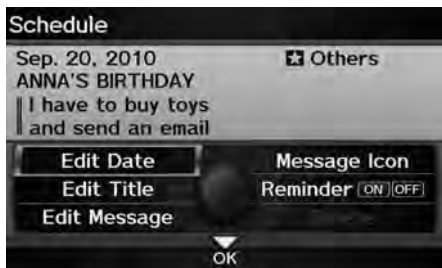 Schedule
Sep. 20, 2010 Others
ANNA'S BIRTHDAY
I have to buy toys
and send an email
Edit Date Message Icon
Edit Title Reminder ON OFF
Edit Message
OK